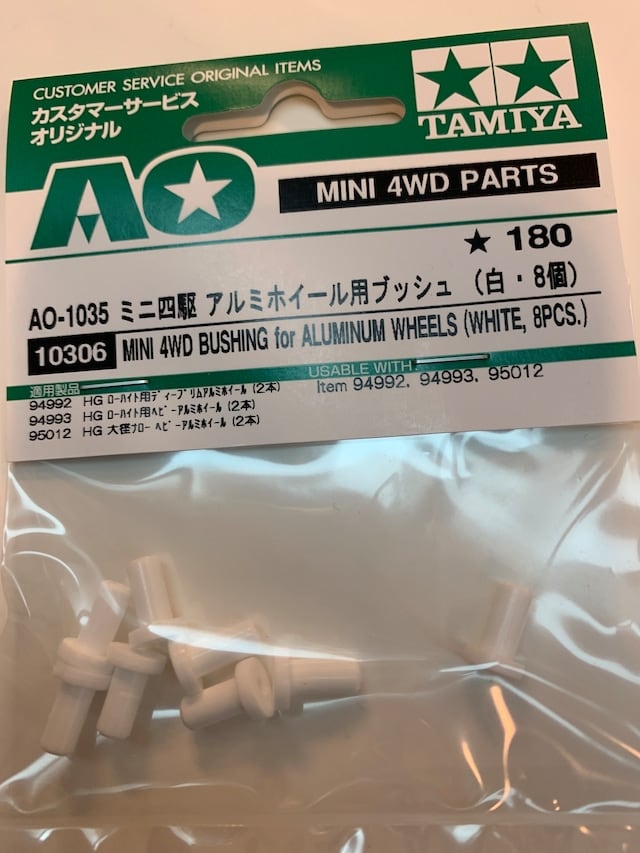 CUSTOMER SERVICE ORIGINAL ITEMS
カスタマーサービス
オリジナル
TAMIYA
AO
MINI 4WD PARTS
★ 180
AO-1035 ミニ四駆 アルミホイール用ブッシュ (白・8個)
10306 MINI 4WD BUSHING for ALUMINUM WHEELS (WHITE, 8PCS.)
適用製品
94992 HG ローハイト用ディープリムアルミホイール (2本)
94993 HG ローハイト用ヘビーアルミホイール (2本)
95012 HG 大径ナローヘビーアルミホイール (2本)
USABLE WITH
Item 94992, 94993, 95012